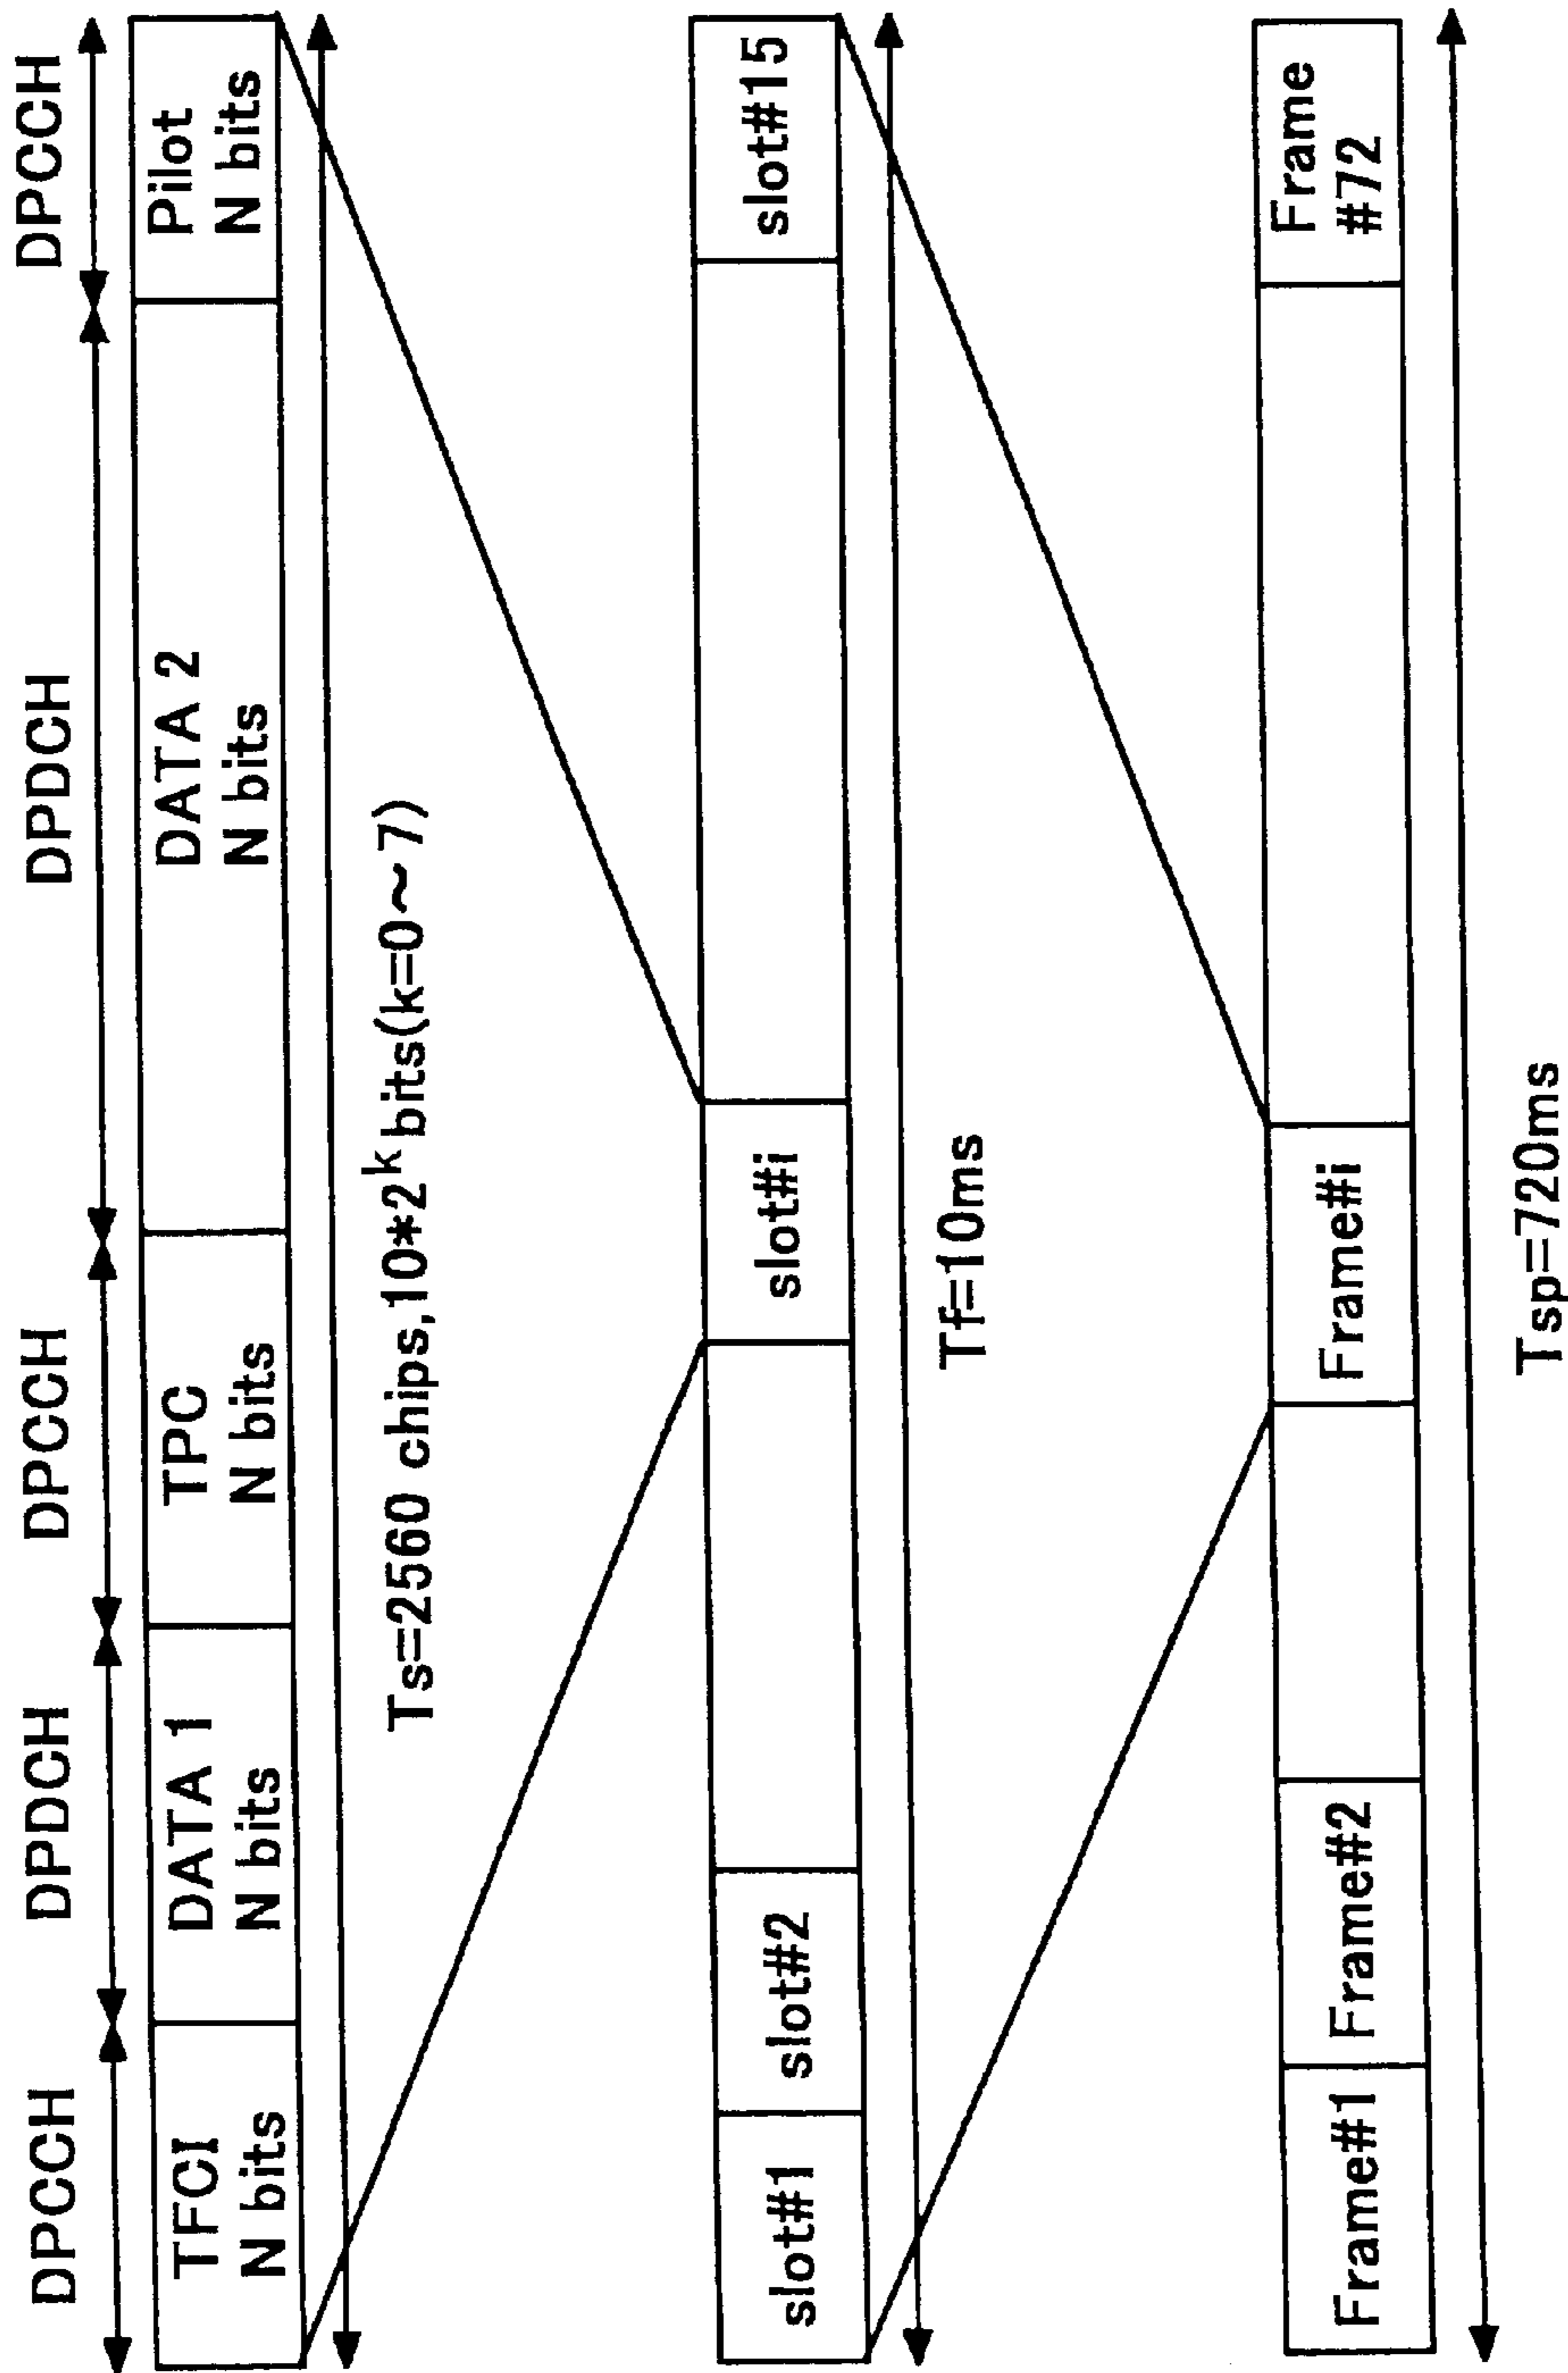 DPCCH
DPDCH
DPCCH
DPDCH
DPCCH
TFCI
N bits
DATA 1
N bits
TPC
N bits
DATA 2
N bits
Pilot
N bits
Ts=2560 chips,10*2^k bits(k=0~7)
slot#1
slot#2
slot#i
slot#15
Tf=10ms
Frame#1
Frame#2
Frame#i
Frame
#72
Tsp=720ms